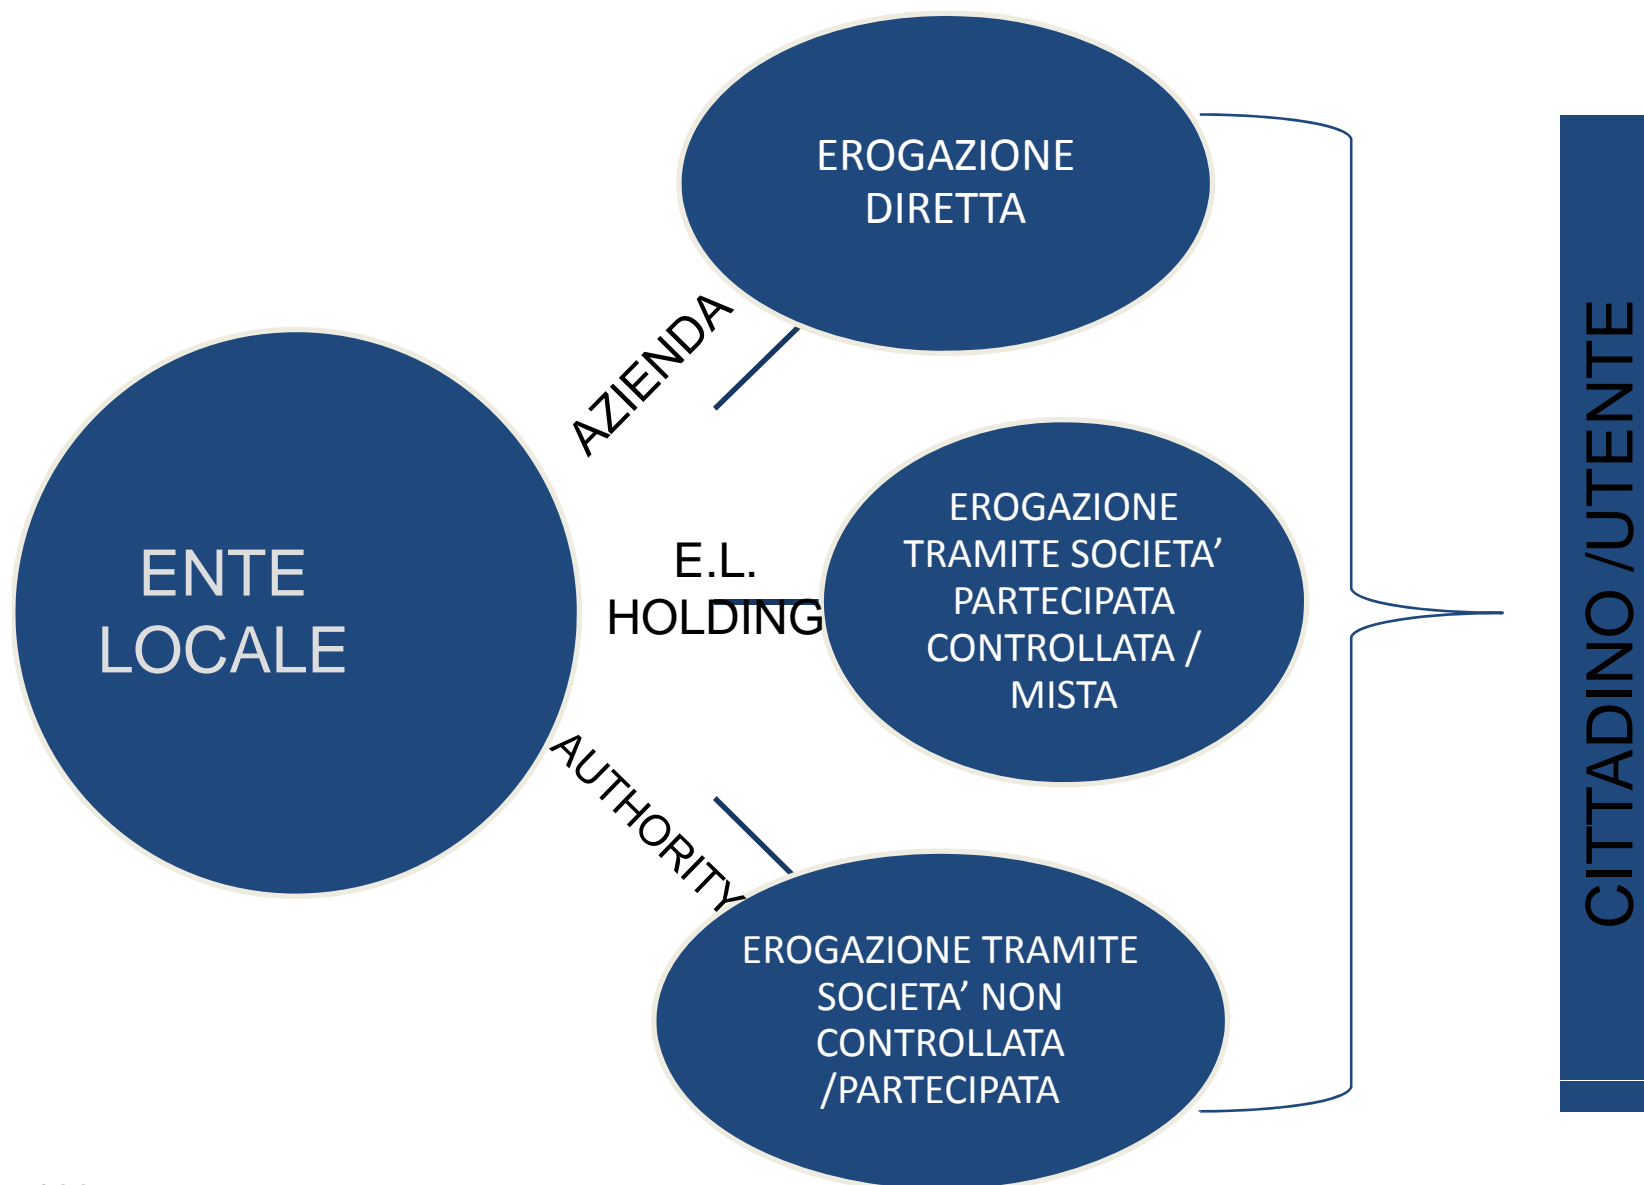 ENTE
LOCALE
AZIENDA
EROGAZIONE
DIRETTA
E.L.
HOLDING
EROGAZIONE
TRAMITE SOCIETA’
PARTECIPATA
CONTROLLATA /
MISTA
AUTHORITY
EROGAZIONE TRAMITE
SOCIETA’ NON
CONTROLLATA
/PARTECIPATA
CITTADINO /UTENTE